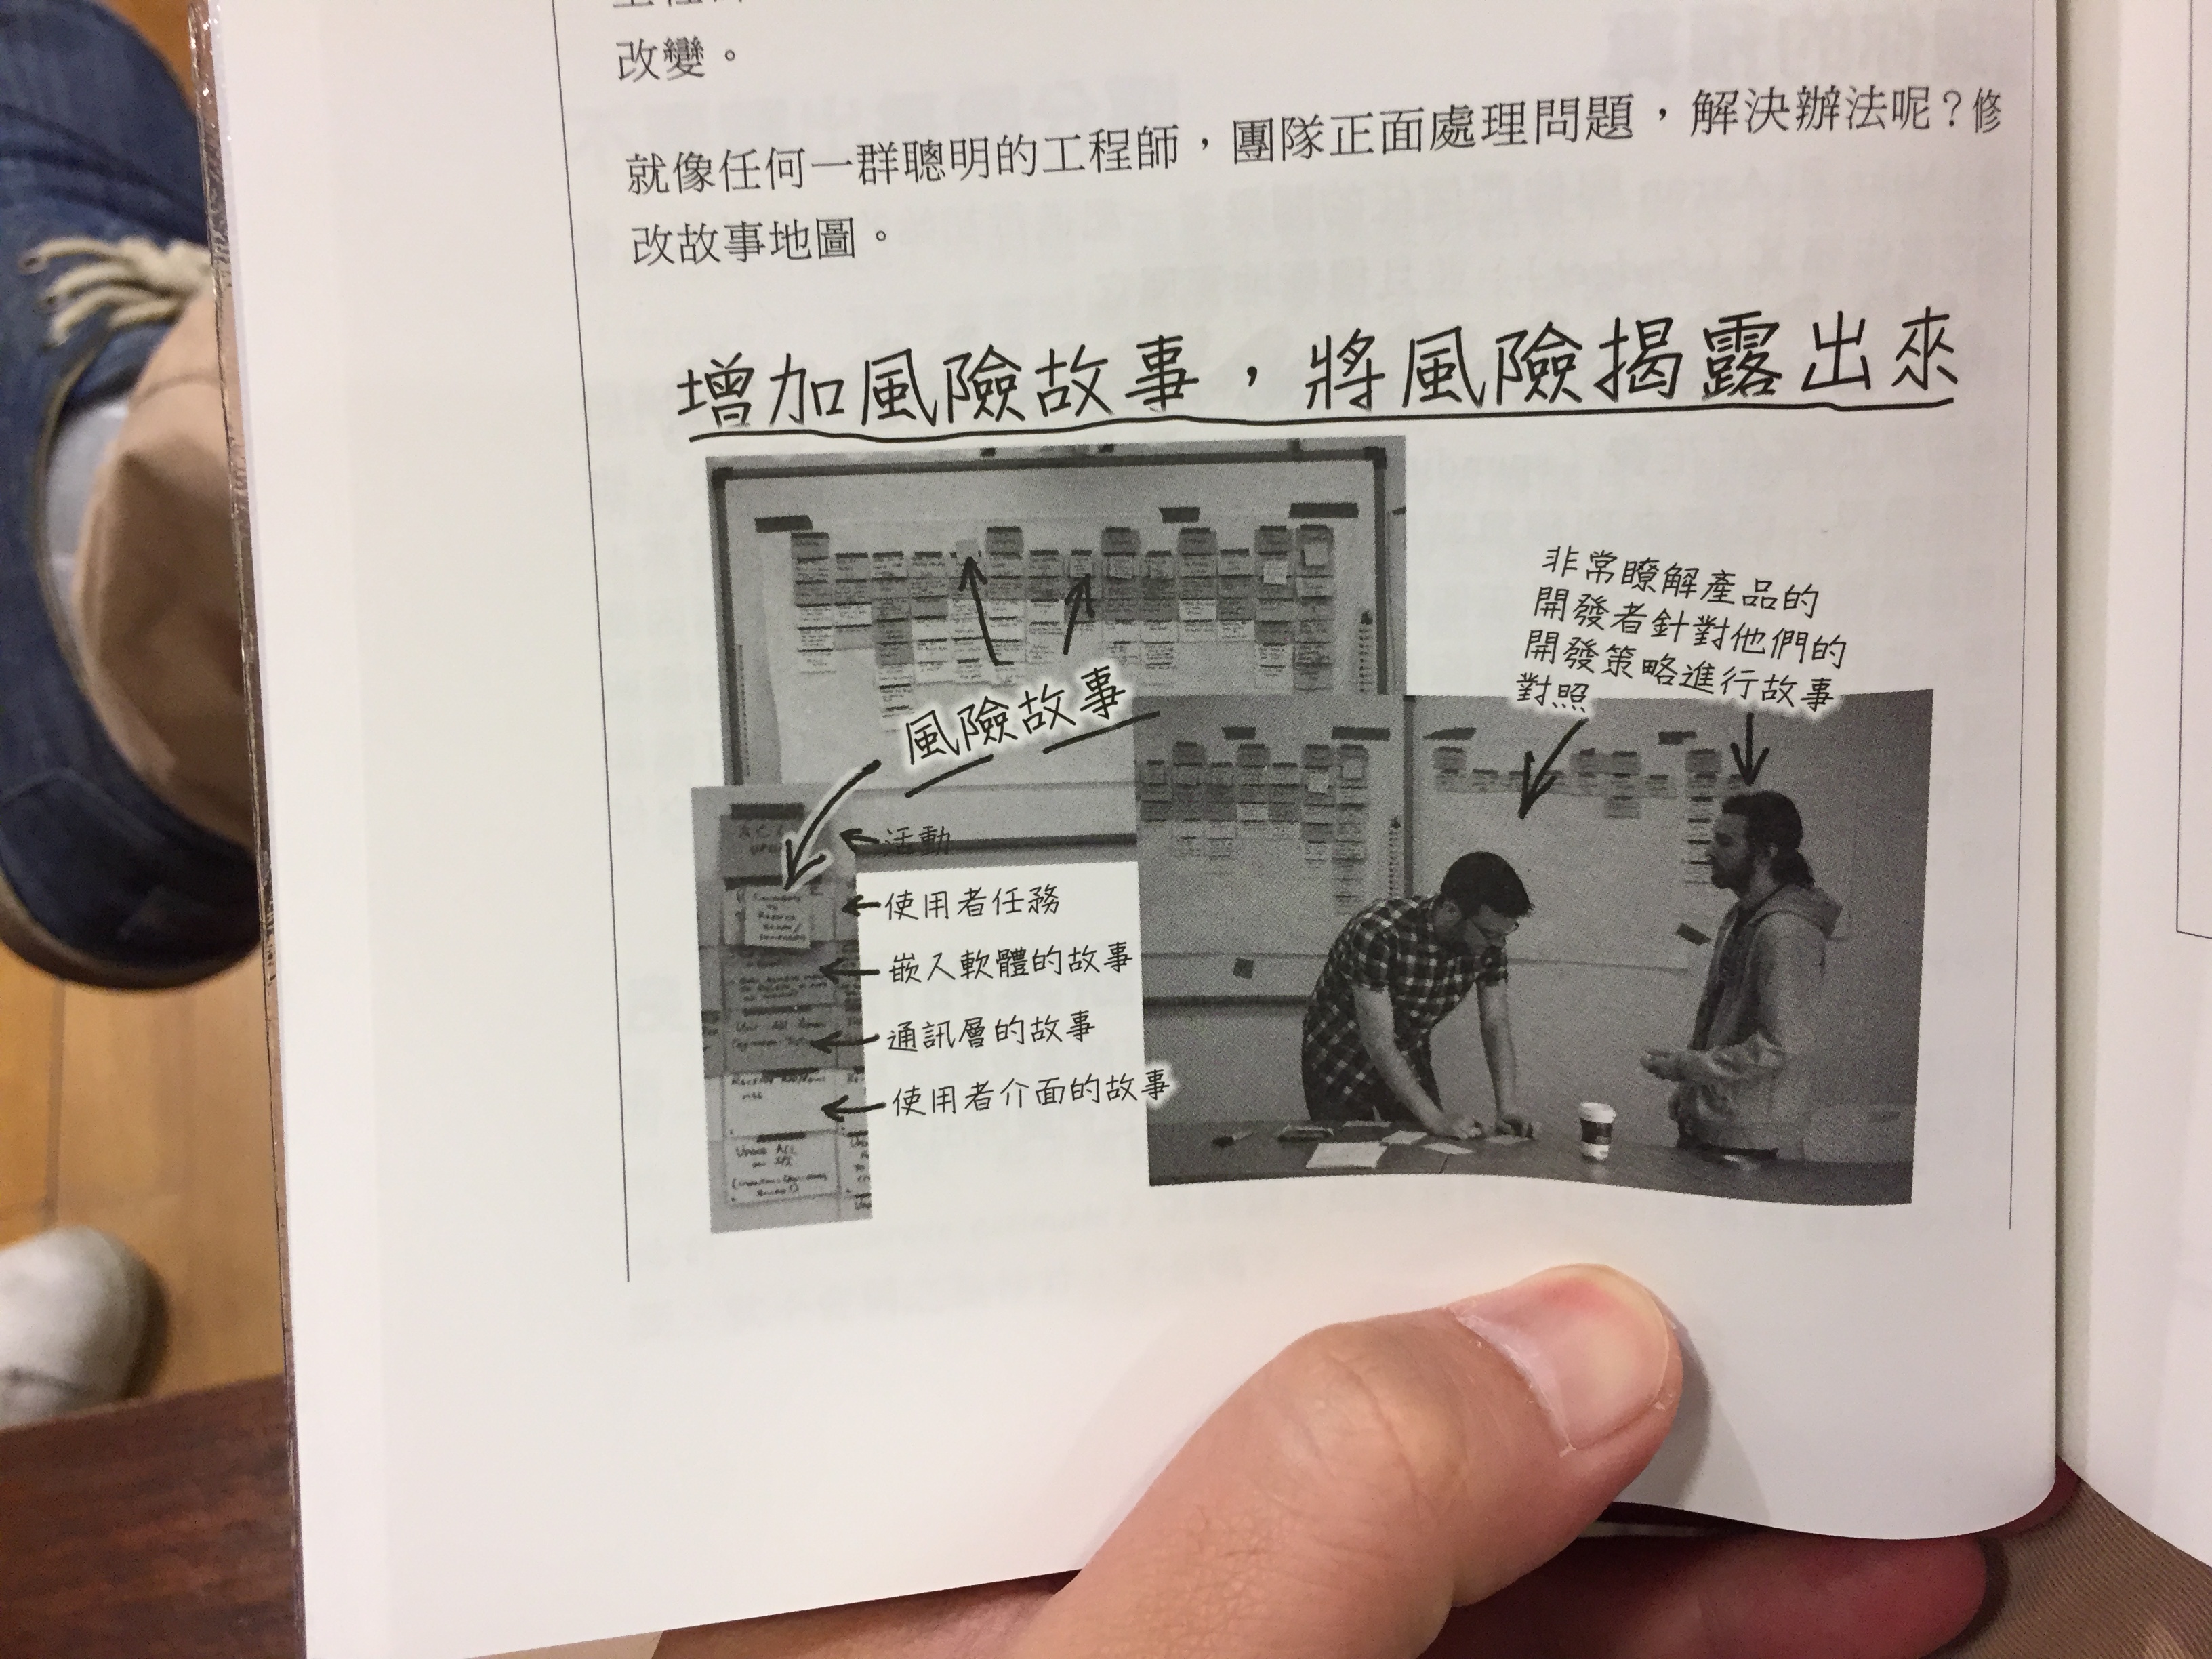 改變。
就像任何一群聰明的工程師，團隊正面處理問題，解決辦法呢？修
改故事地圖。
增加風險故事，將風險揭露出來
非常瞭解產品的
開發者針對他們的
開發策略進行故事
對照
風險故事
活動
使用者任務
嵌入軟體的故事
通訊層的故事
使用者介面的故事